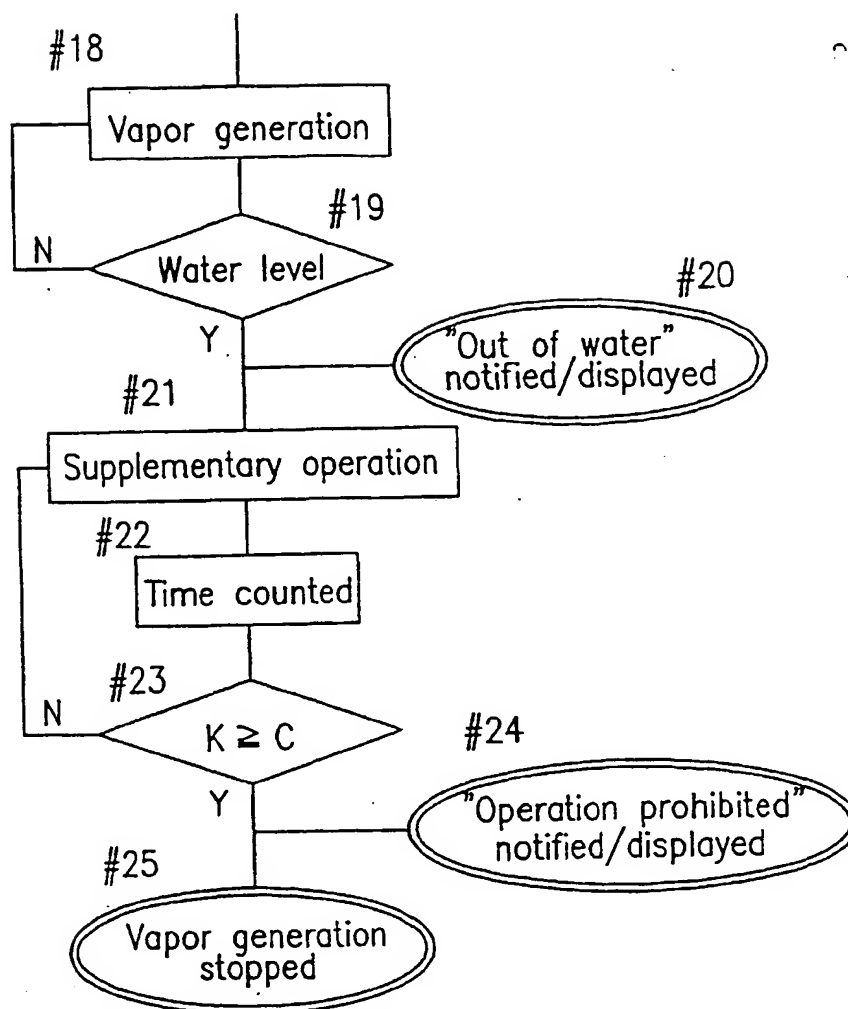 #18
Vapor generation
#19
N
Water level
#20
Y
"Out of water"
notified/displayed
#21
Supplementary operation
#22
Time counted
#23
N
K ≧ C
#24
Y
"Operation prohibited"
notified/displayed
#25
Vapor generation
stopped